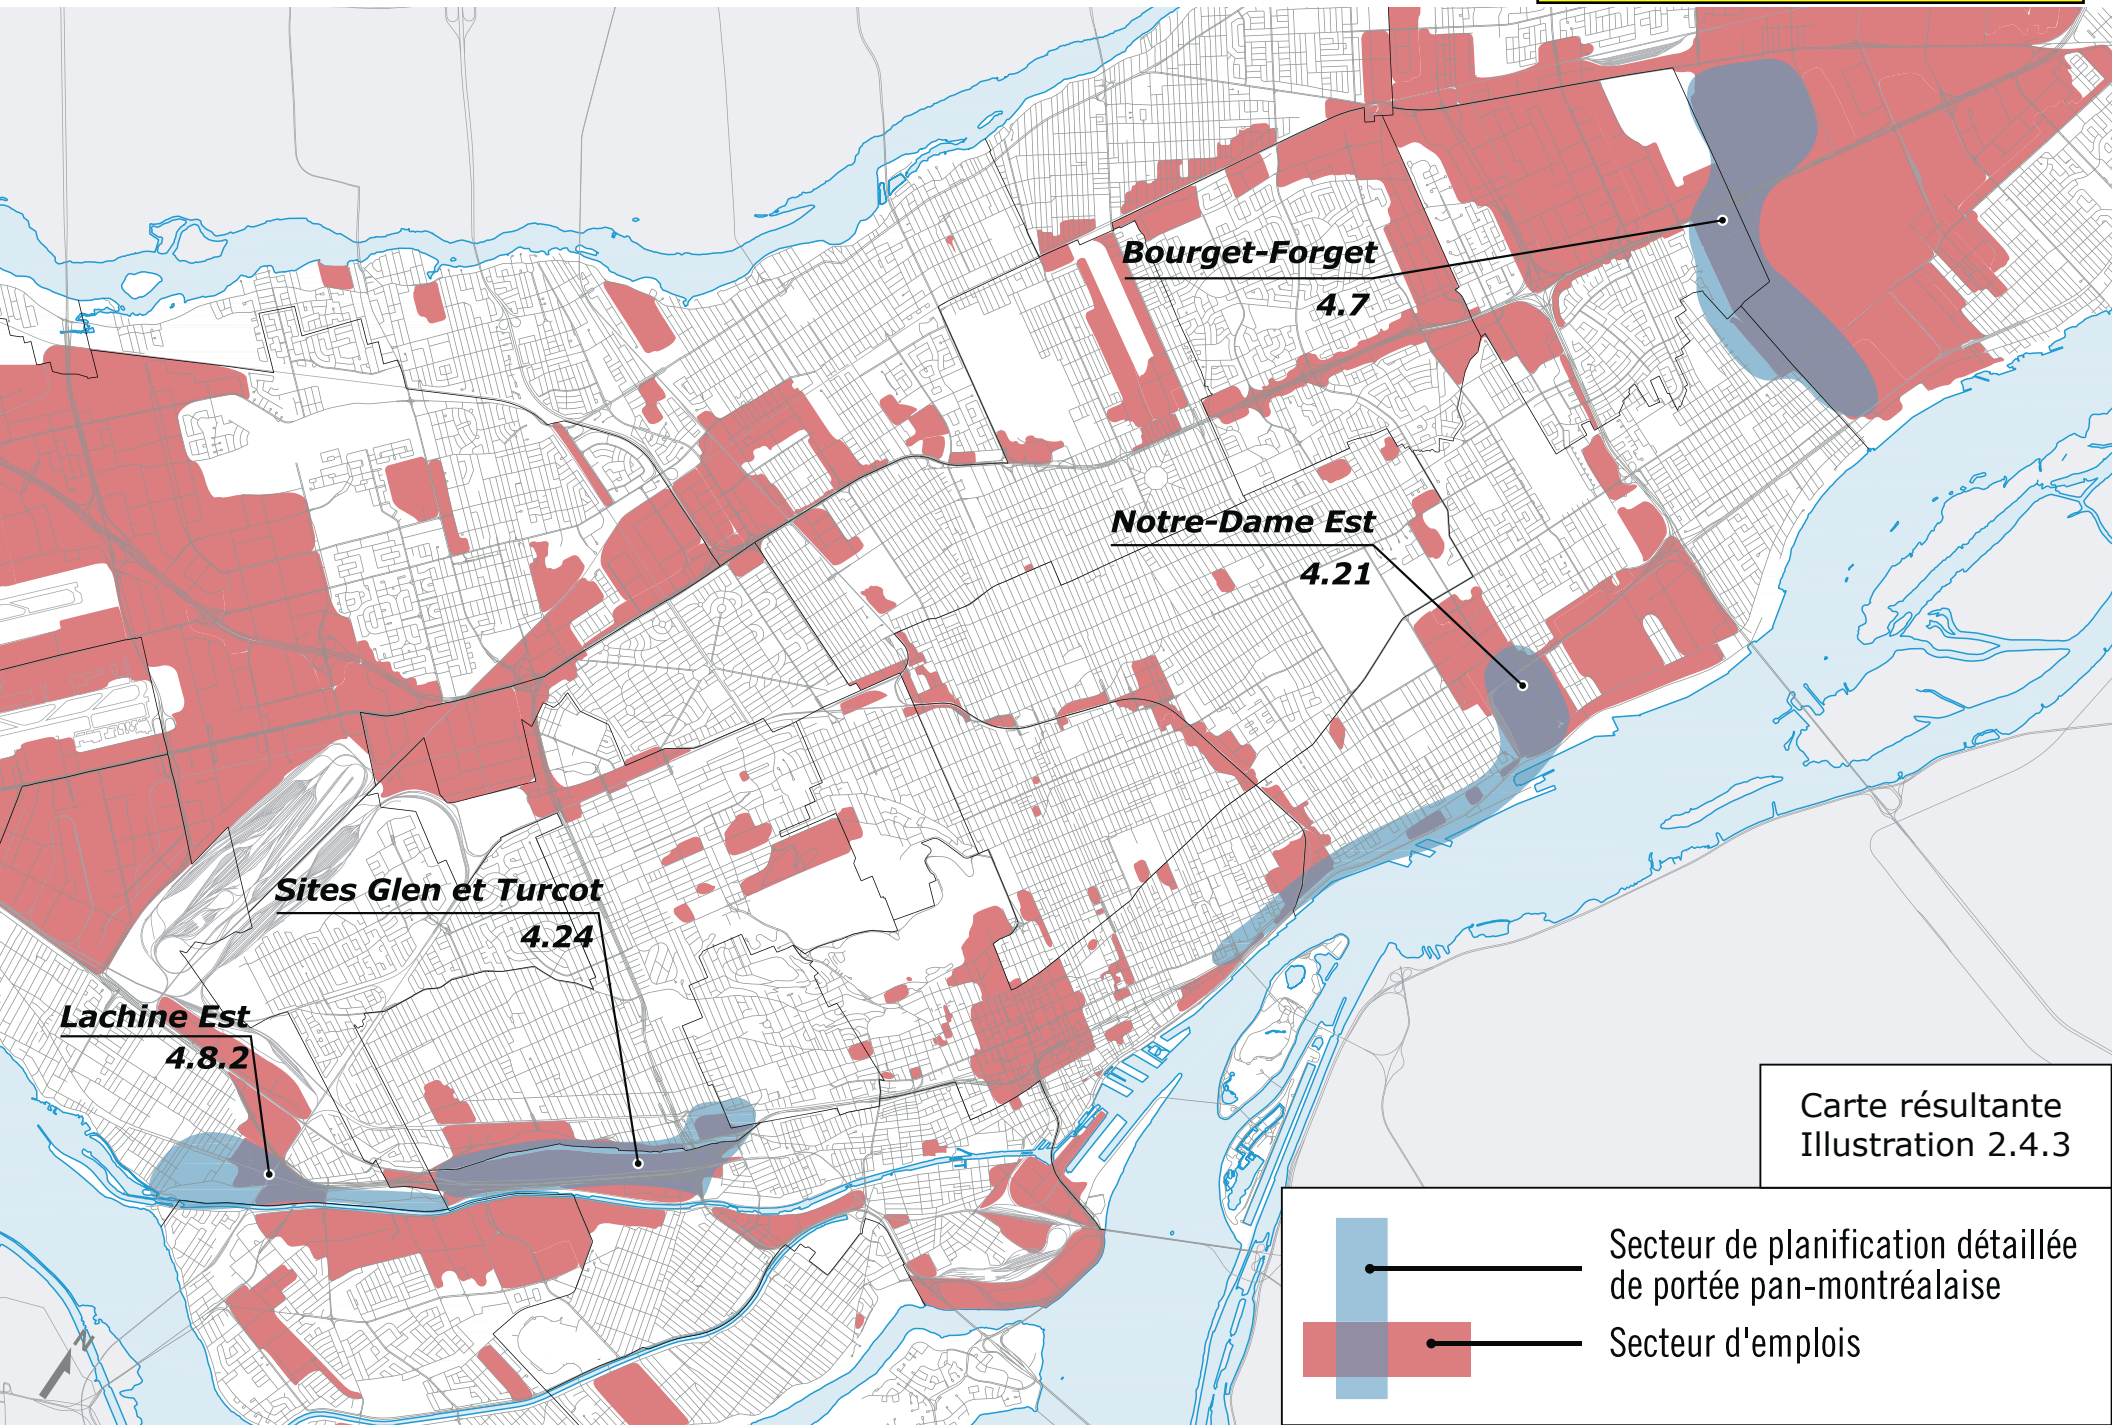 Bourget-Forget
4.7
Notre-Dame Est
4.21
Sites Glen et Turcot
4.24
Lachine Est
4.8.2
Carte résultante
Illustration 2.4.3
Secteur de planification détaillée
de portée pan-montréalaise
Secteur d'emplois
N